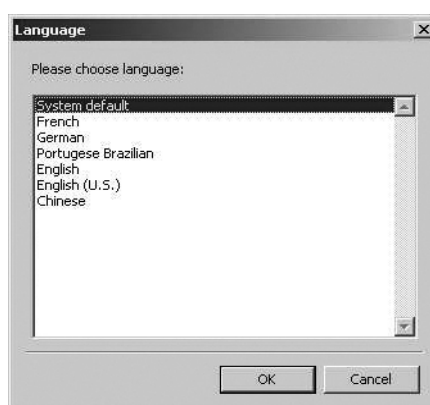 Language
Please choose language:
System default
French
German
Portugese Brazilian
English
English (U.S.)
Chinese
OK
Cancel